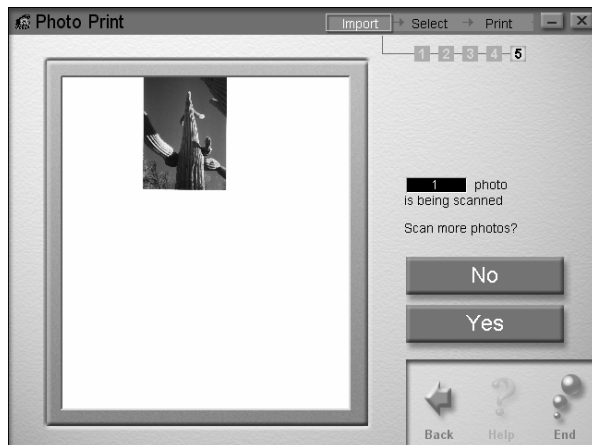 Photo Print
Import Select Print
1 2 3 4 5
1 photo
is being scanned
Scan more photos?
No
Yes
Back Help End